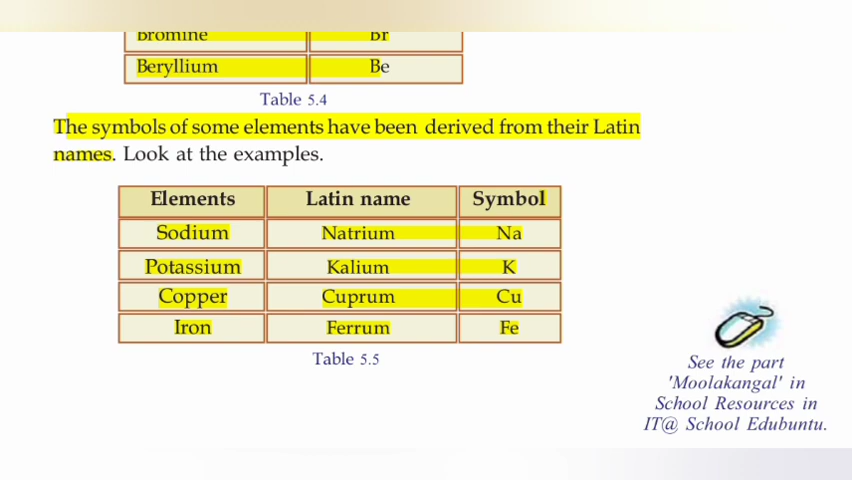 Bromine Br
Beryllium Be
Table 5.4
The symbols of some elements have been derived from their Latin
names. Look at the examples.
Elements Latin name Symbol
Sodium Natrium Na
Potassium Kalium K
Copper Cuprum Cu
Iron Ferrum Fe
Table 5.5
See the part
'Moolakangal' in
School Resources in
IT@ School Edubuntu.